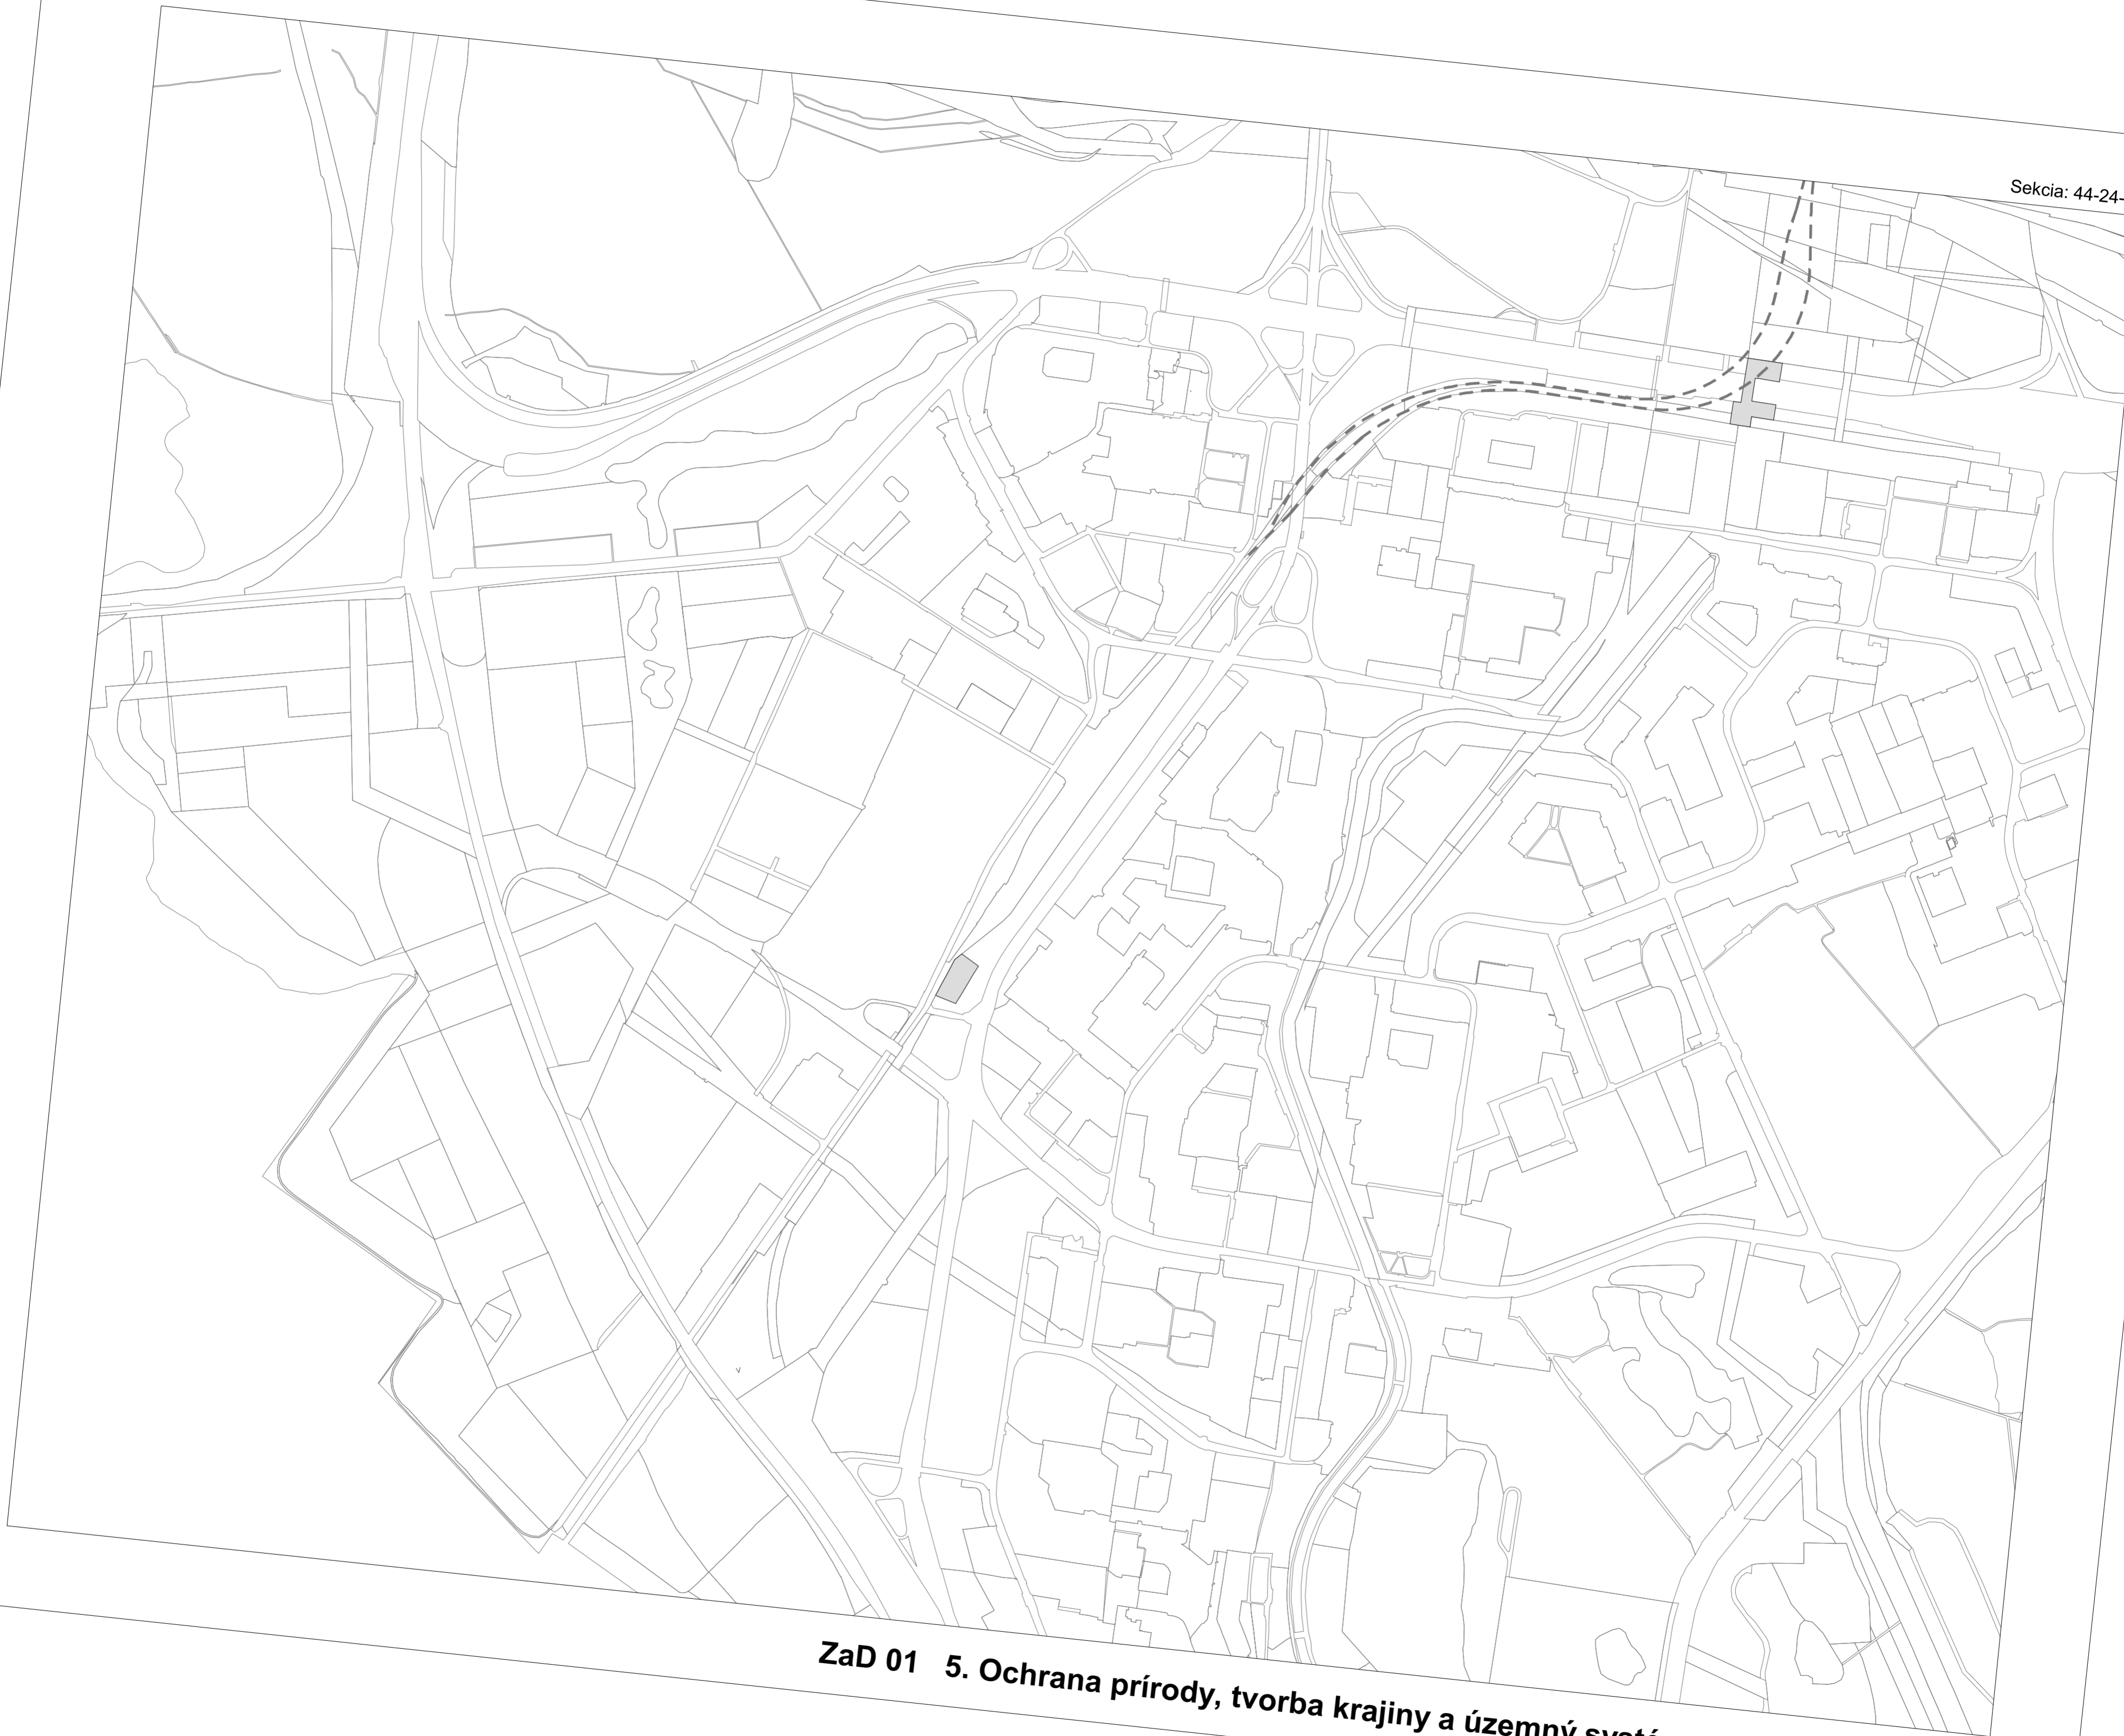 Sekcia: 44-24-
ZaD 01 5. Ochrana prírody, tvorba krajiny a územný